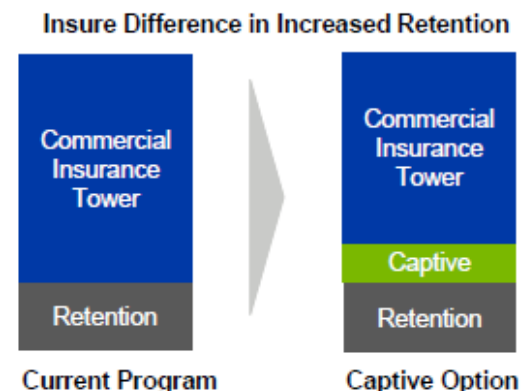 Insure Difference in Increased Retention
Commercial
Insurance
Tower
Retention
Current Program
Commercial
Insurance
Tower
Captive
Retention
Captive Option